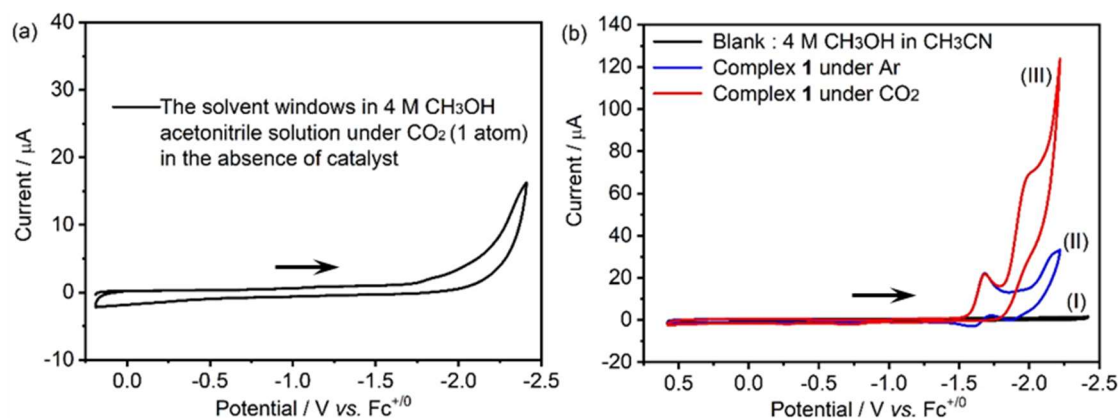 (a)
40
30
20
10
0
-10
Current / μA
The solvent windows in 4 M CH₃OH
acetonitrile solution under CO₂ (1 atom)
in the absence of catalyst
0.0 -0.5 -1.0 -1.5 -2.0 -2.5
Potential / V vs. Fc⁺/⁰
(b)
140
120
100
80
60
40
20
0
-20
Current / μA
Blank : 4 M CH₃OH in CH₃CN
Complex 1 under Ar
Complex 1 under CO₂
(III)
(II)
(I)
0.5 0.0 -0.5 -1.0 -1.5 -2.0 -2.5
Potential / V vs. Fc⁺/⁰